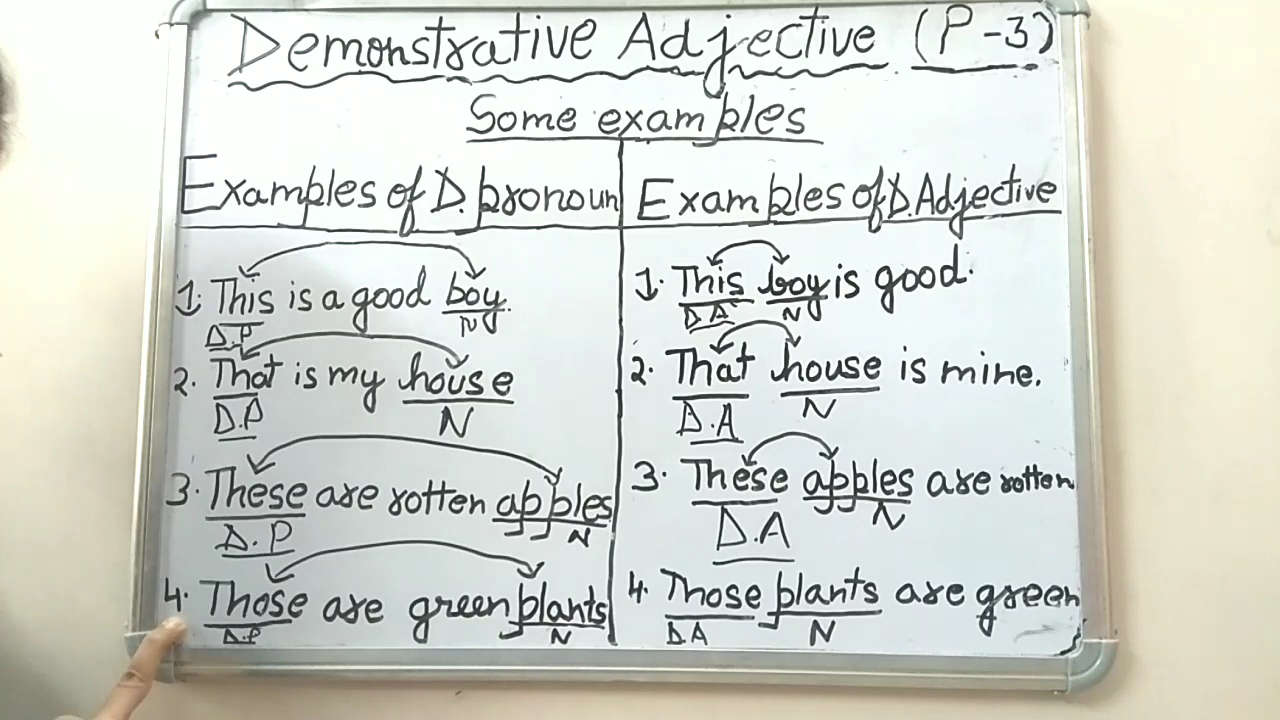 Demonstrative Adjective (P-3)
Some examples
Examples of D. pronoun
1. This is a good boy.
D.P N
2. That is my house
D.P N
3. These are rotten apples
D.P N
4. Those are green plants
D.P N
Examples of D.Adjective
1. This boy is good.
D A N
2. That house is mine.
D.A N
3. These apples are rotten
D.A N
4. Those plants are green
D A N